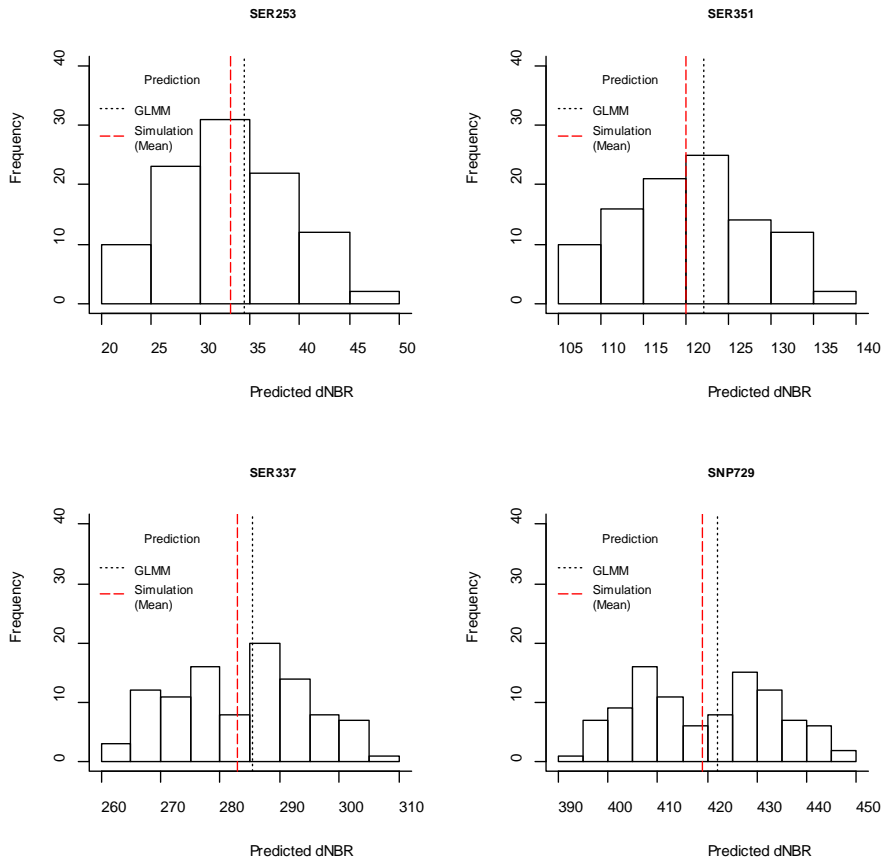 SER253
40
30
20
10
0
Frequency
Prediction
GLMM
Simulation
(Mean)
20 25 30 35 40 45 50
Predicted dNBR
SER351
40
30
20
10
0
Frequency
Prediction
GLMM
Simulation
(Mean)
105 110 115 120 125 130 135 140
Predicted dNBR
SER337
40
30
20
10
0
Frequency
Prediction
GLMM
Simulation
(Mean)
260 270 280 290 300 310
Predicted dNBR
SNP729
40
30
20
10
0
Frequency
Prediction
GLMM
Simulation
(Mean)
390 400 410 420 430 440 450
Predicted dNBR